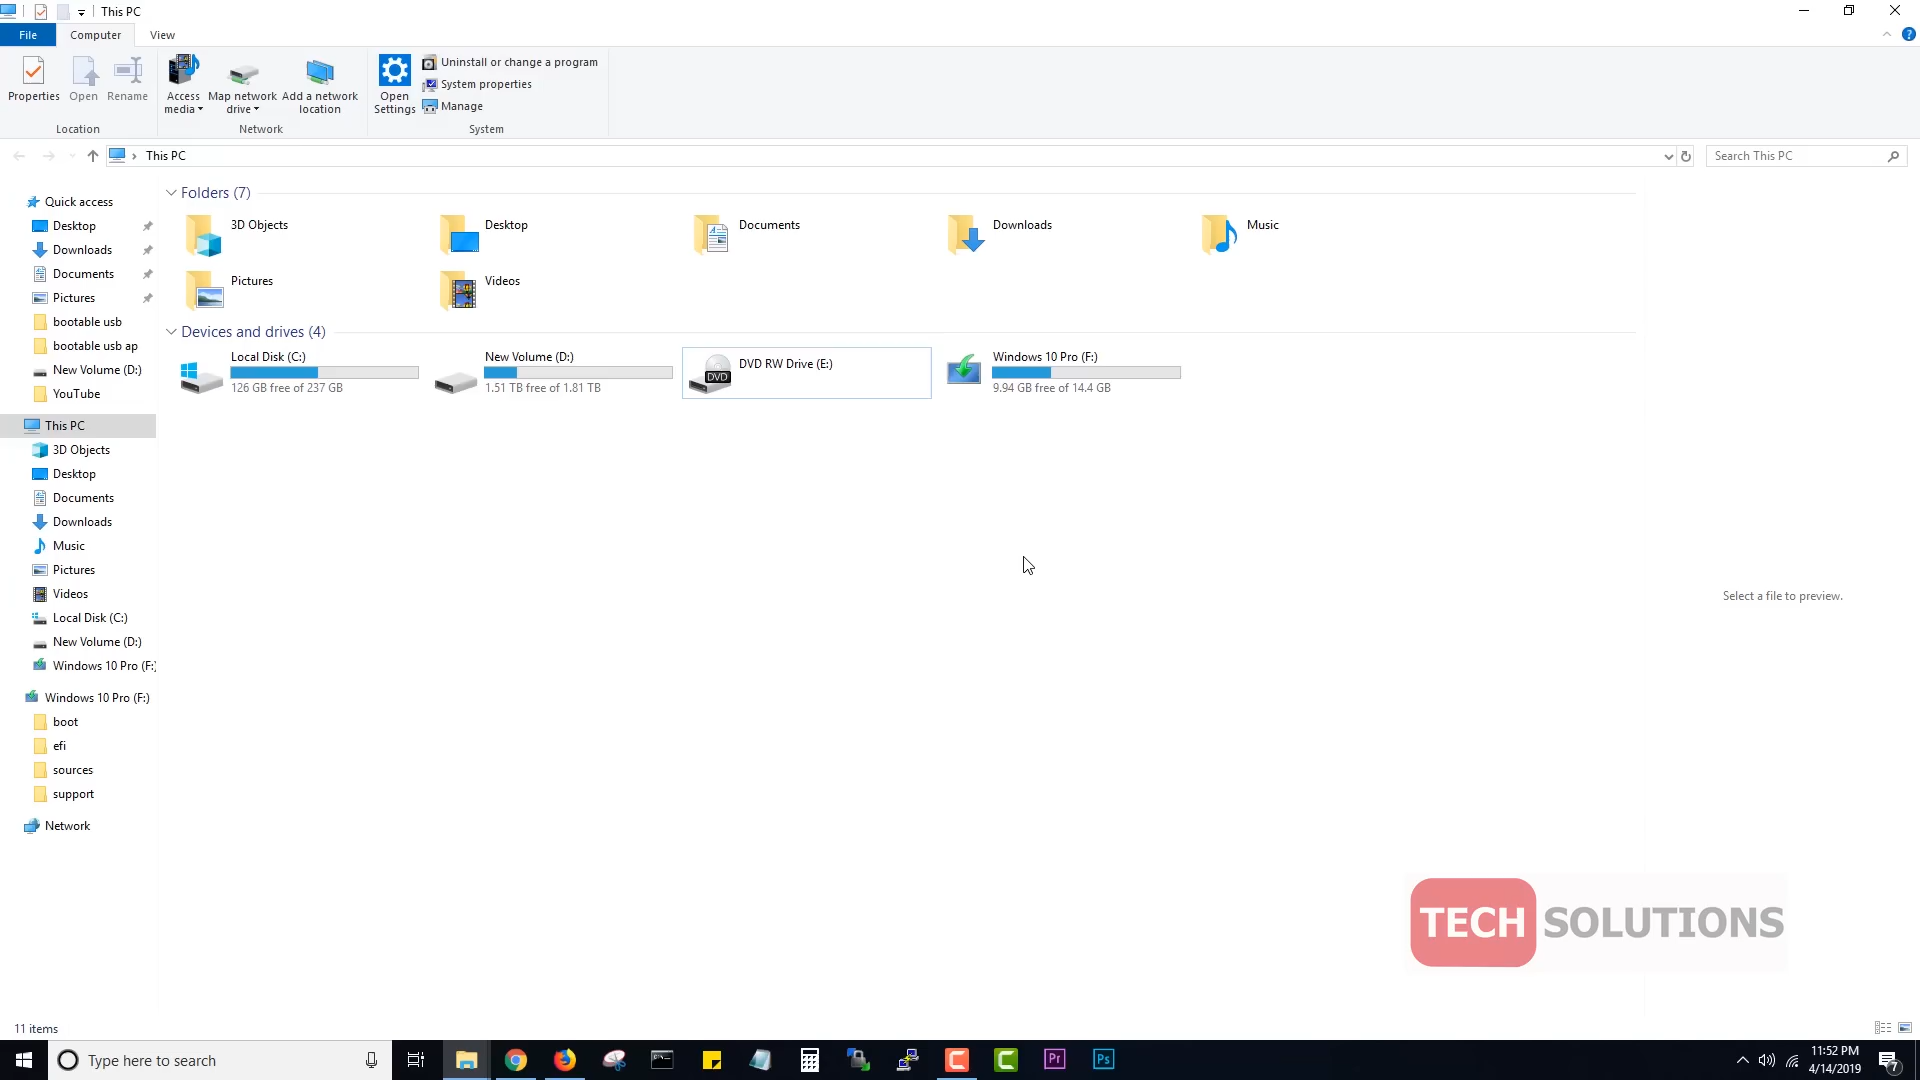 This PC
File
Computer
View
Properties
Open
Rename
Access media
Map network drive
Add a network location
Open Settings
Uninstall or change a program
System properties
Manage
Location
Network
System
This PC
Search This PC
Quick access
Desktop
Downloads
Documents
Pictures
bootable usb
bootable usb ap
New Volume (D:)
YouTube
This PC
3D Objects
Desktop
Documents
Downloads
Music
Pictures
Videos
Local Disk (C:)
New Volume (D:)
Windows 10 Pro (F:)
Windows 10 Pro (F:)
boot
efi
sources
support
Network
Folders (7)
3D Objects
Desktop
Documents
Downloads
Music
Pictures
Videos
Devices and drives (4)
Local Disk (C:)
126 GB free of 237 GB
New Volume (D:)
1.51 TB free of 1.81 TB
DVD
DVD RW Drive (E:)
Windows 10 Pro (F:)
9.94 GB free of 14.4 GB
Select a file to preview.
TECH SOLUTIONS
11 items
Type here to search
Pr
Ps
11:52 PM
4/14/2019
7